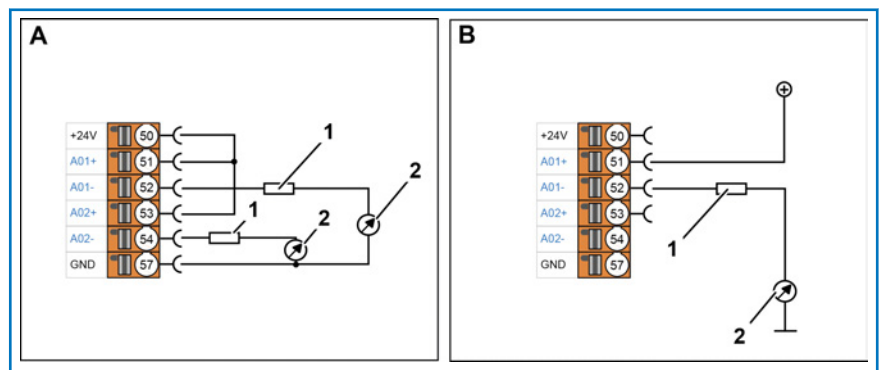 A
+24V 50
A01+ 51
A01- 52
A02+ 53
A02- 54
GND 57
1
2
1
2
B
+24V 50
A01+ 51
A01- 52
A02+ 53
A02- 54
GND 57
1
2